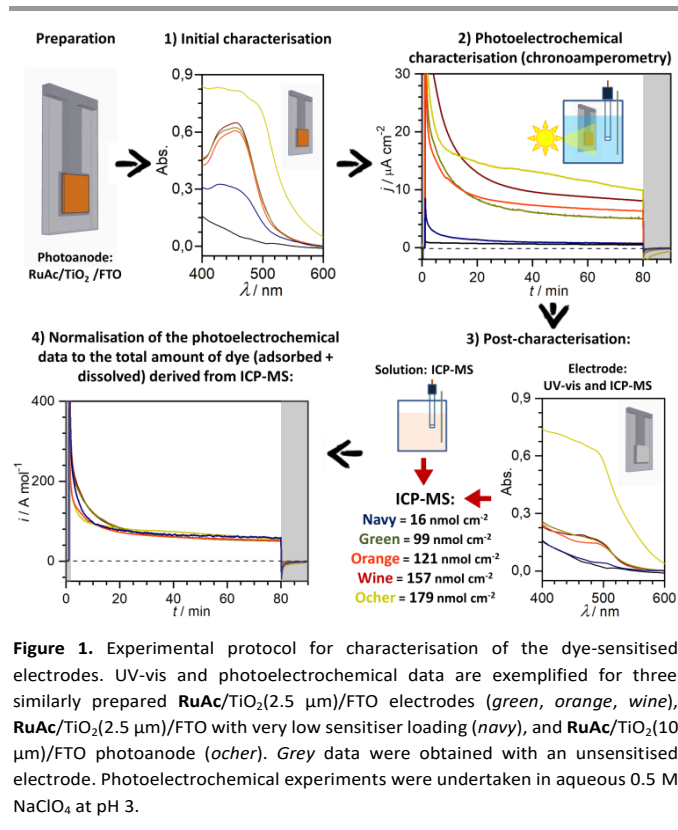 Preparation
Photoanode:
RuAc/TiO₂ /FTO
1) Initial characterisation
0,9
0,6
0,3
0,0
Abs.
400 500 600
λ / nm
2) Photoelectrochemical
characterisation (chronoamperometry)
30
20
10
0
j / µA cm⁻²
0 20 40 60 80
t / min
4) Normalisation of the photoelectrochemical
data to the total amount of dye (adsorbed +
dissolved) derived from ICP-MS:
400
200
0
i / A mol⁻¹
0 20 40 60 80
t / min
3) Post-characterisation:
Solution: ICP-MS
ICP-MS:
Navy = 16 nmol cm⁻²
Green = 99 nmol cm⁻²
Orange = 121 nmol cm⁻²
Wine = 157 nmol cm⁻²
Ocher = 179 nmol cm⁻²
Electrode:
UV-vis and ICP-MS
0,9
0,6
0,3
0,0
Abs.
400 500 600
λ / nm
Figure 1. Experimental protocol for characterisation of the dye-sensitised
electrodes. UV-vis and photoelectrochemical data are exemplified for three
similarly prepared RuAc/TiO₂(2.5 µm)/FTO electrodes (green, orange, wine),
RuAc/TiO₂(2.5 µm)/FTO with very low sensitiser loading (navy), and RuAc/TiO₂(10
µm)/FTO photoanode (ocher). Grey data were obtained with an unsensitised
electrode. Photoelectrochemical experiments were undertaken in aqueous 0.5 M
NaClO₄ at pH 3.